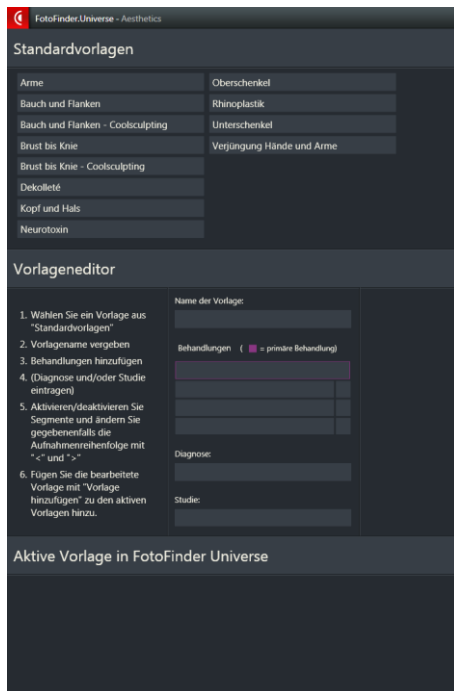 FotoFinder.Universe - Aesthetics
Standardvorlagen
Arme
Bauch und Flanken
Bauch und Flanken - Coolsculpting
Brust bis Knie
Brust bis Knie - Coolsculpting
Dekolleté
Kopf und Hals
Neurotoxin
Oberschenkel
Rhinoplastik
Unterschenkel
Verjüngung Hände und Arme
Vorlageneditor
1. Wählen Sie ein Vorlage aus
"Standardvorlagen"
2. Vorlagename vergeben
3. Behandlungen hinzufügen
4. (Diagnose und/oder Studie
eintragen)
5. Aktivieren/deaktivieren Sie
Segmente und ändern Sie
gegebenenfalls die
Aufnahmenreihenfolge mit
"<" und ">"
6. Fügen Sie die bearbeitete
Vorlage mit "Vorlage
hinzufügen" zu den aktiven
Vorlagen hinzu.
Name der Vorlage:
Behandlungen ( = primäre Behandlung)
Diagnose:
Studie:
Aktive Vorlage in FotoFinder Universe